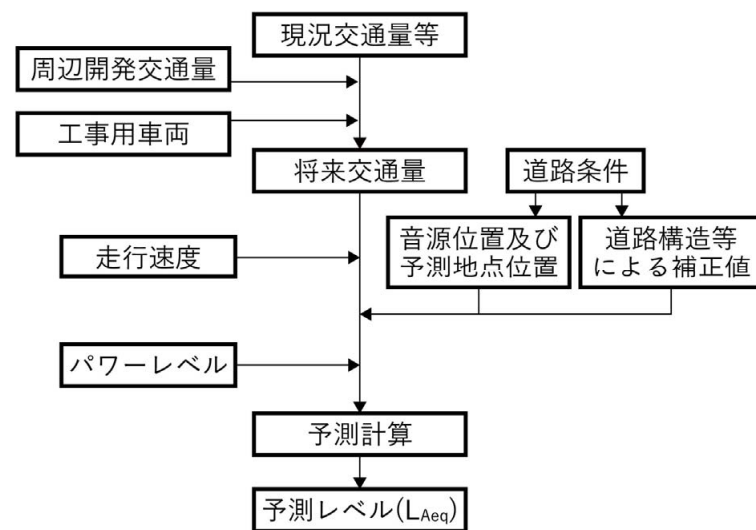 現況交通量等
周辺開発交通量
工事用車両
将来交通量
道路条件
走行速度
音源位置及び
予測地点位置
道路構造等
による補正値
パワーレベル
予測計算
予測レベル(LAeq)